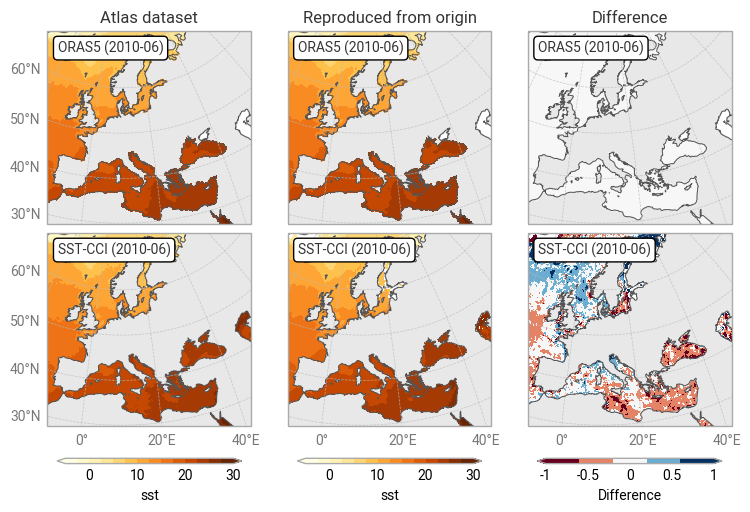 Atlas dataset
Reproduced from origin
Difference
ORAS5 (2010-06)
ORAS5 (2010-06)
ORAS5 (2010-06)
60°N
50°N
40°N
30°N
SST-CCI (2010-06)
SST-CCI (2010-06)
SST-CCI (2010-06)
60°N
50°N
40°N
30°N
0° 20°E 40°E
0° 20°E 40°E
0° 20°E 40°E
0 10 20 30
0 10 20 30
-1 -0.5 0 0.5 1
sst
sst
Difference